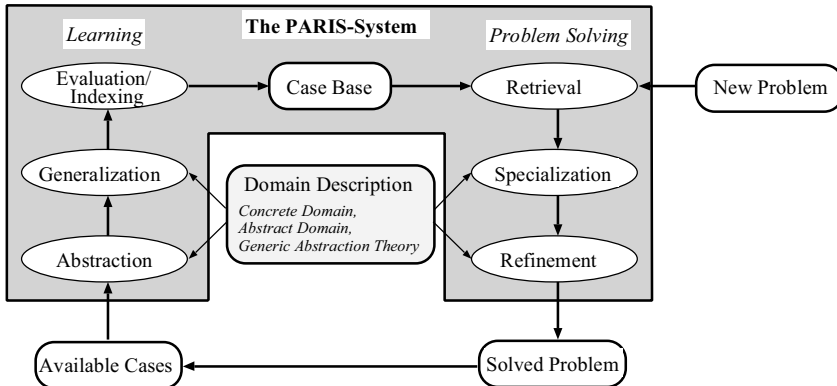 Learning
The PARIS-System
Problem Solving
Evaluation/
Indexing
Case Base
Retrieval
New Problem
Generalization
Domain Description
Concrete Domain,
Abstract Domain,
Generic Abstraction Theory
Specialization
Abstraction
Refinement
Available Cases
Solved Problem